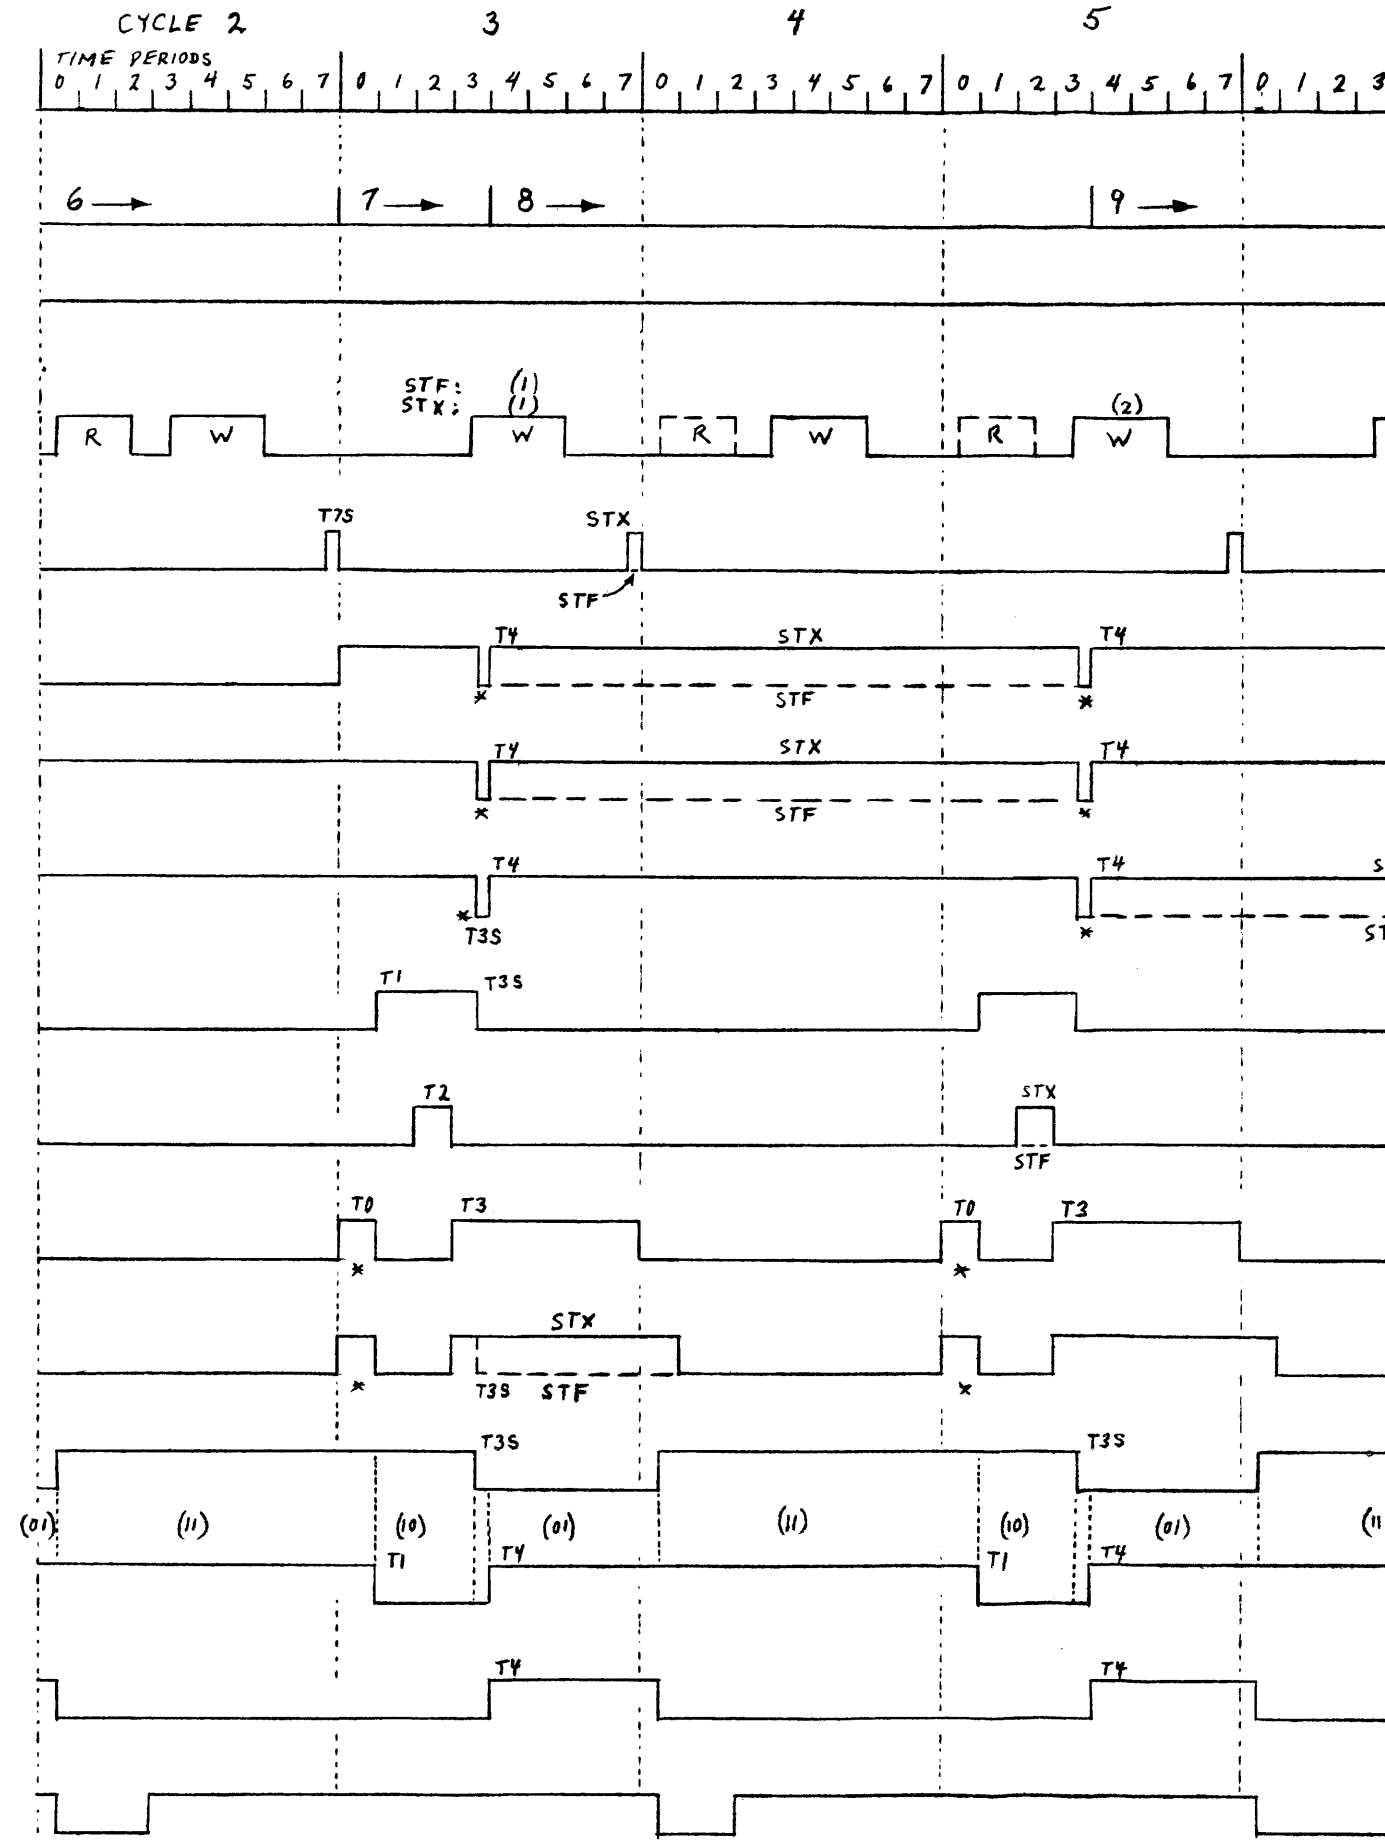 CYCLE 2 3 4 5
TIME PERIODS
0 1 2 3 4 5 6 7 0 1 2 3 4 5 6 7 0 1 2 3 4 5 6 7 0 1 2 3 4 5 6 7 0 1 2 3
6 → 7 → 8 → 9 →
STF: (1)
STX: (1) (2)
R W W R W R W
T7S STX
STF
T4 STX T4
* STF *
T4 STX T4
* STF *
T4 T4 S
* T3S * ST
T1 T3S
T2 STX
STF
T0 T3 T0 T3
* *
STX
* T3S STF *
T3S T3S
(01) (11) (10) (01) (11) (10) (01) (11
T1 T4 T1 T4
T4 T4